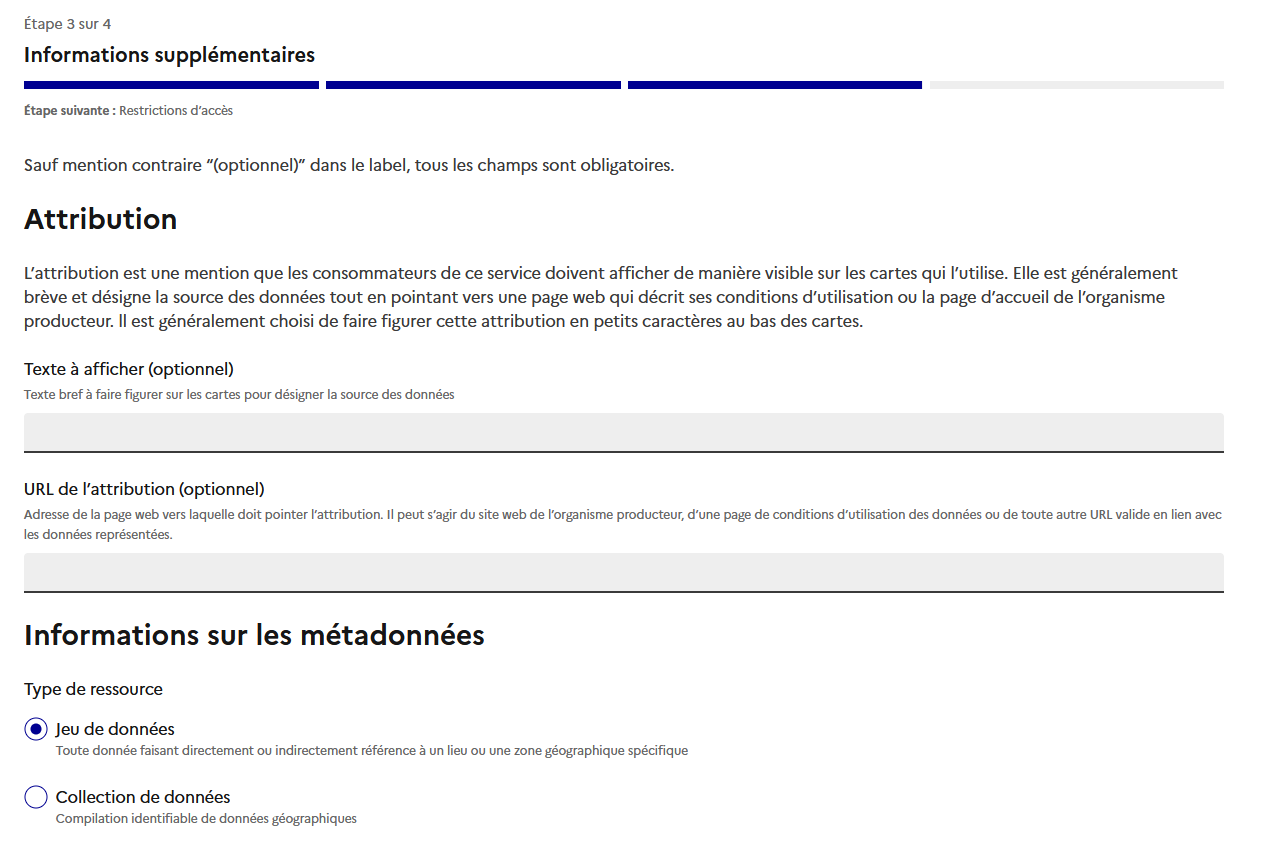 Étape 3 sur 4
Informations supplémentaires
Étape suivante : Restrictions d’accès
Sauf mention contraire “(optionnel)” dans le label, tous les champs sont obligatoires.
Attribution
L’attribution est une mention que les consommateurs de ce service doivent afficher de manière visible sur les cartes qui l’utilise. Elle est généralement
brève et désigne la source des données tout en pointant vers une page web qui décrit ses conditions d’utilisation ou la page d’accueil de l’organisme
producteur. Il est généralement choisi de faire figurer cette attribution en petits caractères au bas des cartes.
Texte à afficher (optionnel)
Texte bref à faire figurer sur les cartes pour désigner la source des données
URL de l’attribution (optionnel)
Adresse de la page web vers laquelle doit pointer l’attribution. Il peut s’agir du site web de l’organisme producteur, d’une page de conditions d’utilisation des données ou de toute autre URL valide en lien avec
les données représentées.
Informations sur les métadonnées
Type de ressource
Jeu de données
Toute donnée faisant directement ou indirectement référence à un lieu ou une zone géographique spécifique
Collection de données
Compilation identifiable de données géographiques